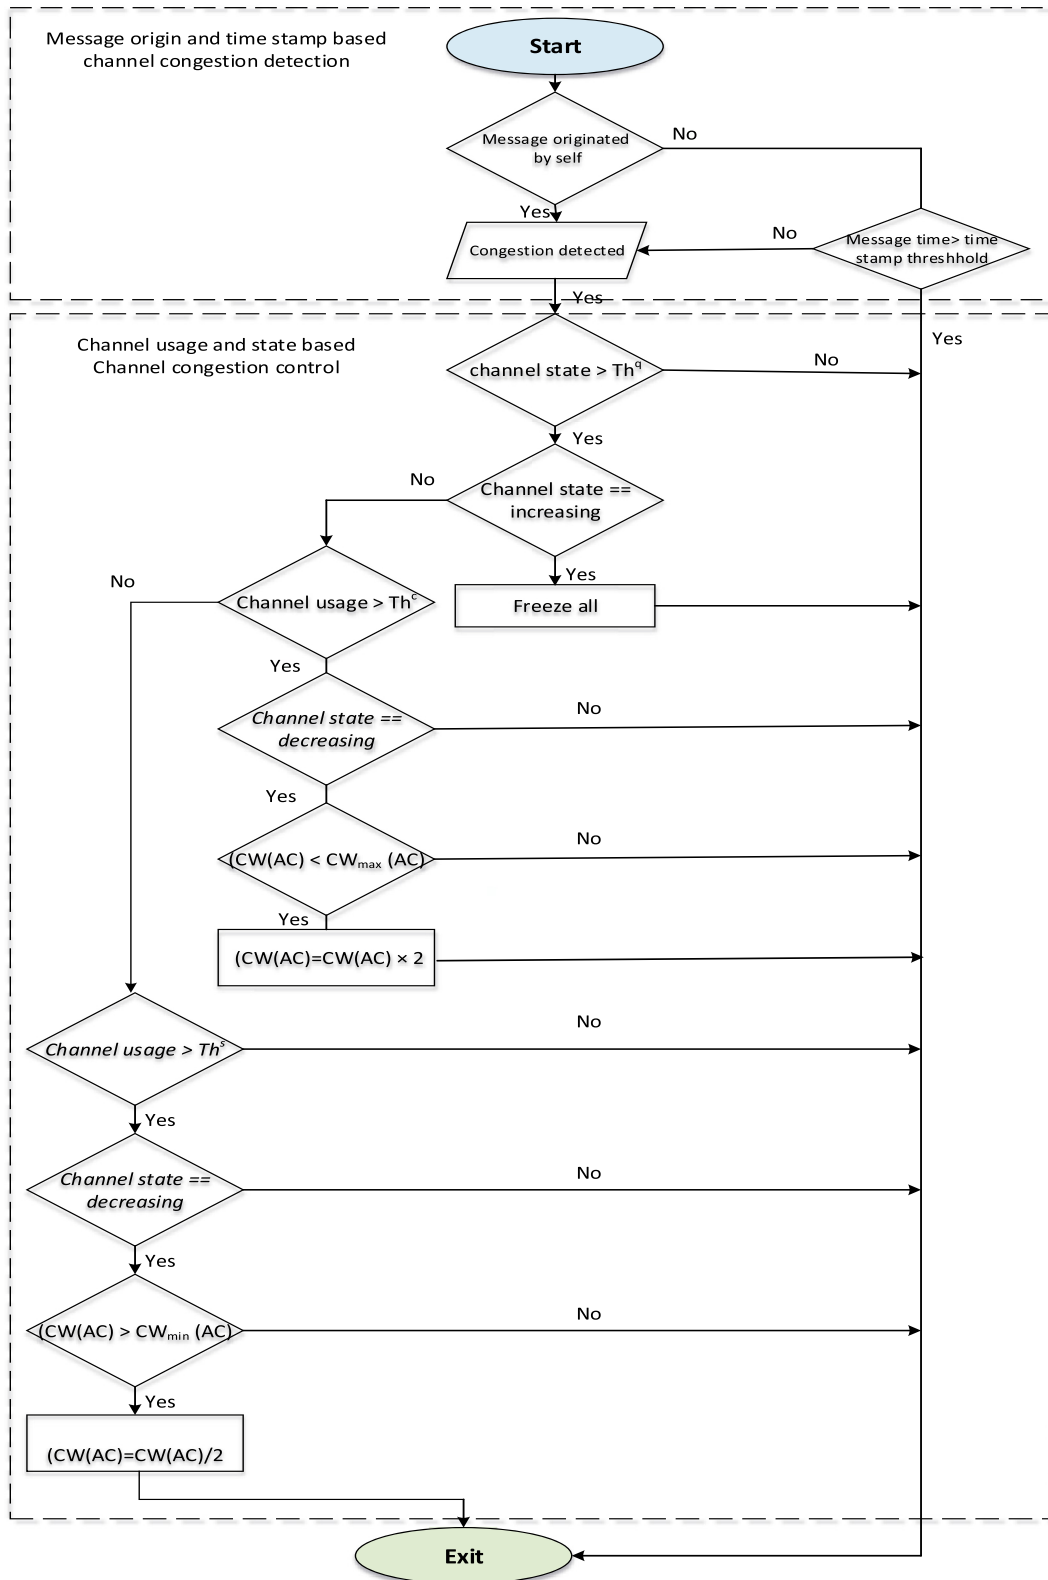 Message origin and time stamp based
channel congestion detection
Start
Message originated
by self
No
Yes
Congestion detected
No
Message time> time
stamp threshhold
Yes
Yes
Channel usage and state based
Channel congestion control
channel state > Th^q
No
Yes
Channel state ==
increasing
No
Yes
Freeze all
Channel usage > Th^c
No
Yes
Channel state ==
decreasing
No
Yes
(CW(AC) < CW_max (AC)
No
Yes
(CW(AC)=CW(AC) × 2
Channel usage > Th^s
No
Yes
Channel state ==
decreasing
No
Yes
(CW(AC) > CW_min (AC)
No
Yes
(CW(AC)=CW(AC)/2
Exit